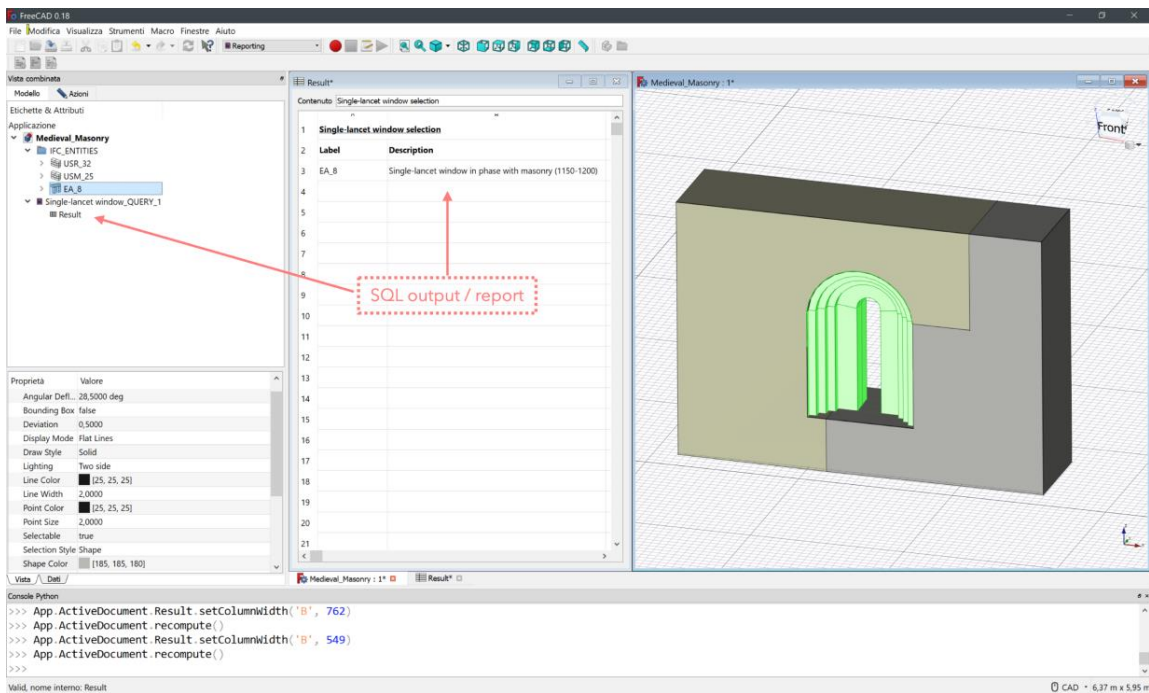 FreeCAD 0.18
File Modifica Visualizza Strumenti Macro Finestre Aiuto
Reporting
Vista combinata
Modello Azioni
Etichette & Attributi
Applicazione
Medieval_Masonry
IFC_ENTITIES
USR_32
USM_25
EA_8
Single-lancet window_QUERY_1
Result
Proprietà Valore
Angular Defl... 28,5000 deg
Bounding Box false
Deviation 0,5000
Display Mode Flat Lines
Draw Style Solid
Lighting Two side
Line Color [25, 25, 25]
Line Width 2,0000
Point Color [25, 25, 25]
Point Size 2,0000
Selectable true
Selection Style Shape
Shape Color [185, 185, 180]
Vista Dati
Result*
Contenuto Single-lancet window selection
1 Single-lancet window selection
2 Label Description
3 EA_8 Single-lancet window in phase with masonry (1150-1200)
4
5
6
7
8
9
10
11
12
13
14
15
16
17
18
19
20
21
SQL output / report
Medieval_Masonry : 1*
Front
Medieval_Masonry : 1* Result*
Console Python
>>> App.ActiveDocument.Result.setColumnWidth('B', 762)
>>> App.ActiveDocument.recompute()
>>> App.ActiveDocument.Result.setColumnWidth('B', 549)
>>> App.ActiveDocument.recompute()
>>>
Valid, nome interno: Result
CAD 6,37 m x 5,95 m